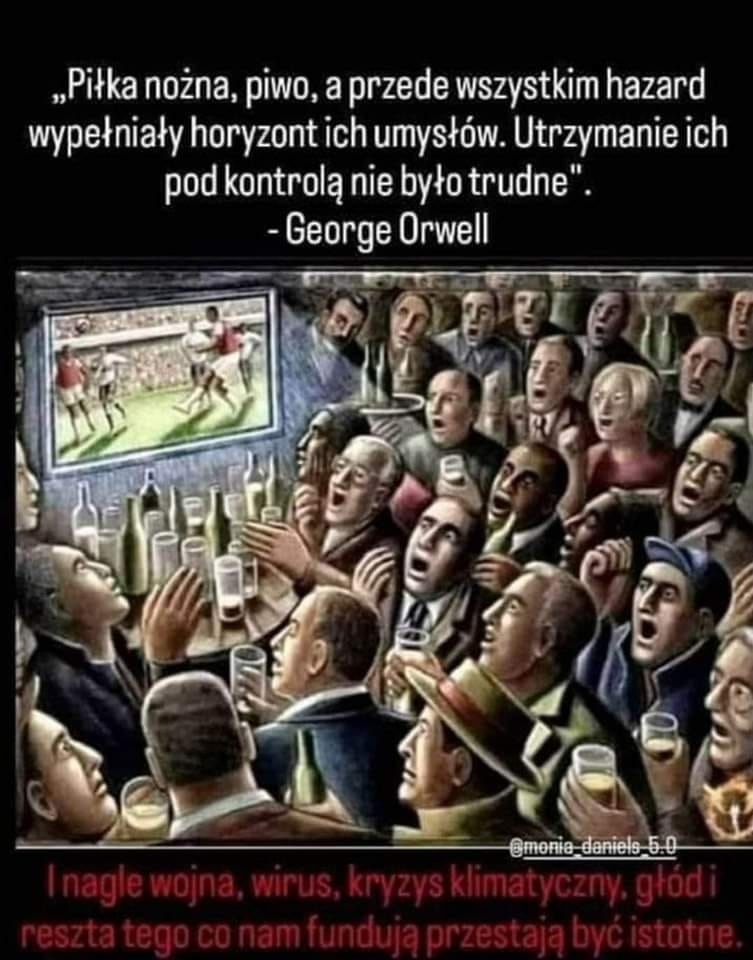 „Piłka nożna, piwo, a przede wszystkim hazard
wypełniały horyzont ich umysłów. Utrzymanie ich
pod kontrolą nie było trudne".
- George Orwell
@monia_daniels_5.0
I nagle wojna, wirus, kryzys klimatyczny, głód i
reszta tego co nam fundują przestają być istotne.